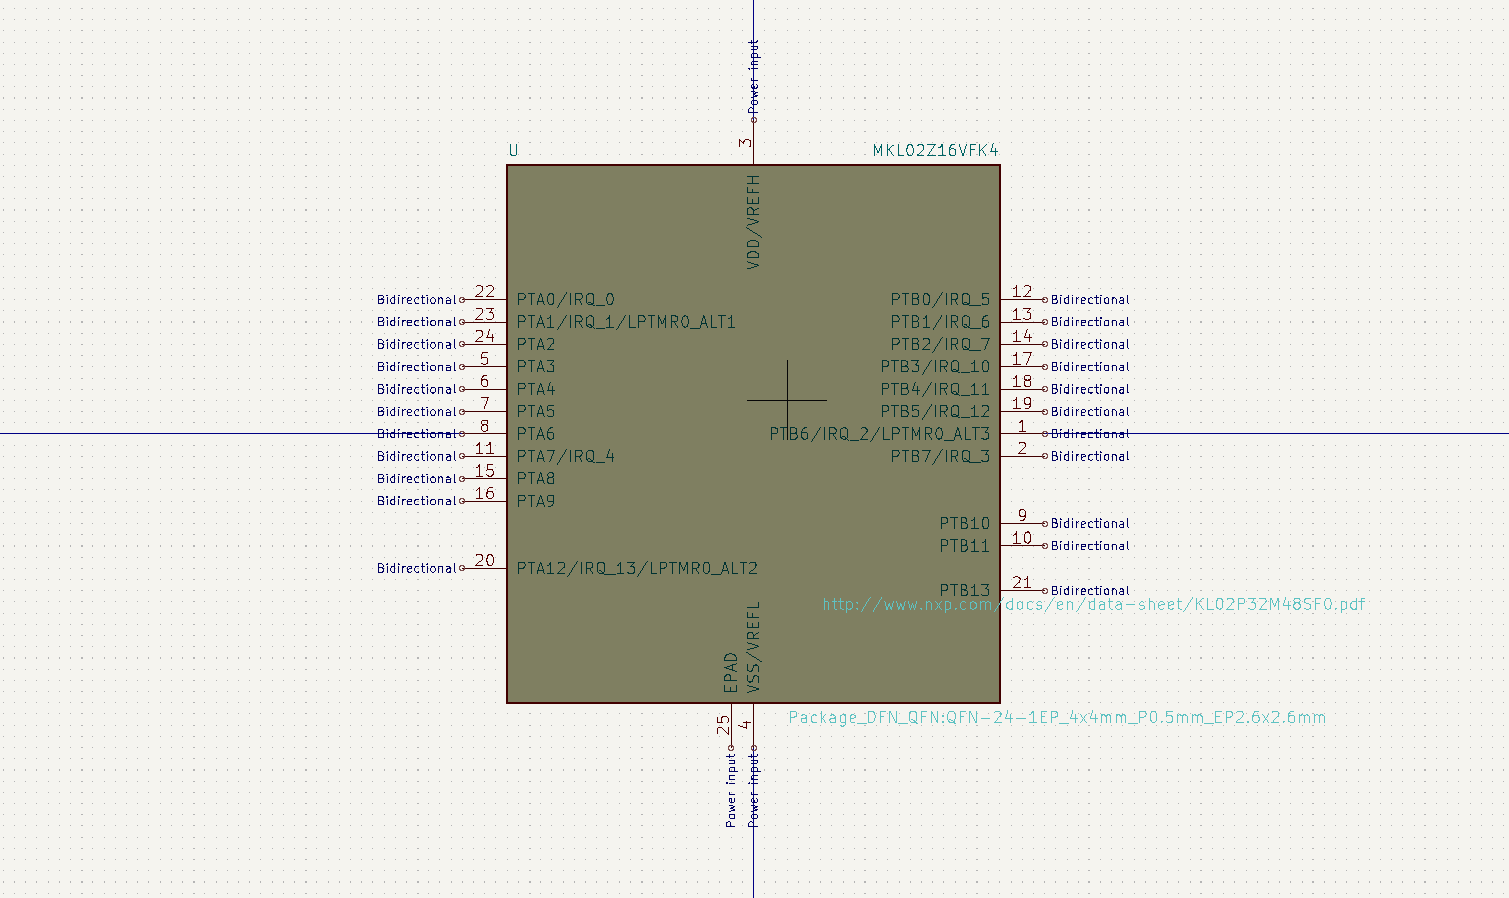 Power input
3
U
MKL02Z16VFK4
VDD/VREFH
Bidirectional 22 PTA0/IRQ_0
Bidirectional 23 PTA1/IRQ_1/LPTMR0_ALT1
Bidirectional 24 PTA2
Bidirectional 5 PTA3
Bidirectional 6 PTA4
Bidirectional 7 PTA5
Bidirectional 8 PTA6
Bidirectional 11 PTA7/IRQ_4
Bidirectional 15 PTA8
Bidirectional 16 PTA9
Bidirectional 20 PTA12/IRQ_13/LPTMR0_ALT2
PTB0/IRQ_5 12 Bidirectional
PTB1/IRQ_6 13 Bidirectional
PTB2/IRQ_7 14 Bidirectional
PTB3/IRQ_10 17 Bidirectional
PTB4/IRQ_11 18 Bidirectional
PTB5/IRQ_12 19 Bidirectional
PTB6/IRQ_2/LPTMR0_ALT3 1 Bidirectional
PTB7/IRQ_3 2 Bidirectional
PTB10 9 Bidirectional
PTB11 10 Bidirectional
PTB13 21 Bidirectional
http://www.nxp.com/docs/en/data-sheet/KL02P32M48SF0.pdf
EPAD
VSS/VREFL
25
4
Package_DFN_QFN:QFN-24-1EP_4x4mm_P0.5mm_EP2.6x2.6mm
Power input
Power input